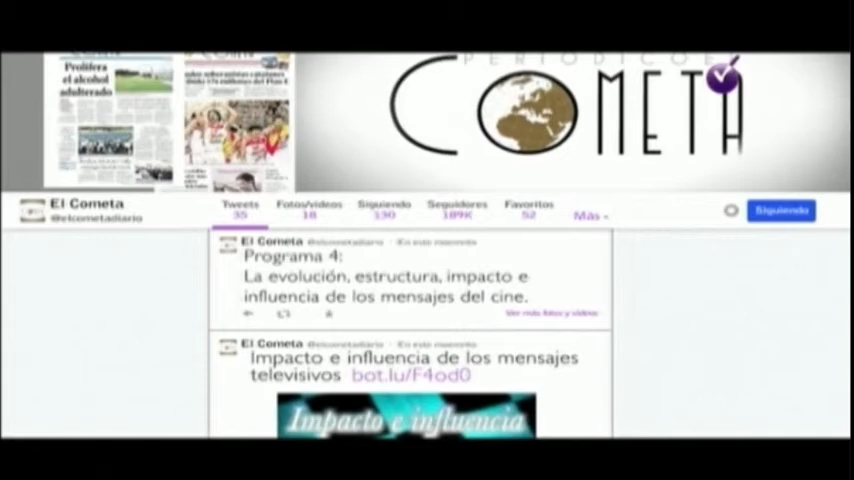 Prolifera
el alcohol
adulterado
PERIÓDICO E
COMETA
El Cometa
@elcometadiario
Tweets
35
Fotos/videos
18
Siguiendo
130
Seguidores
189K
Favoritos
52
Más
Siguiendo
El Cometa @elcometadiario · En este momento
Programa 4:
La evolución, estructura, impacto e
influencia de los mensajes del cine.
Ver más fotos y videos
El Cometa @elcometadiario · En este momento
Impacto e influencia de los mensajes
televisivos bot.lu/F4od0
Impacto e influencia